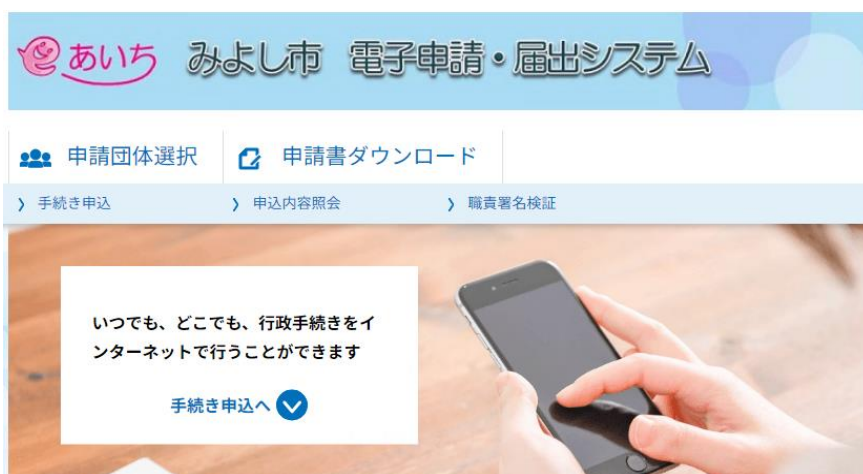 あいち みよし市 電子申請・届出システム
申請団体選択 申請書ダウンロード
手続き申込 申込内容照会 職責署名検証
いつでも、どこでも、行政手続きをイ
ンターネットで行うことができます
手続き申込へ